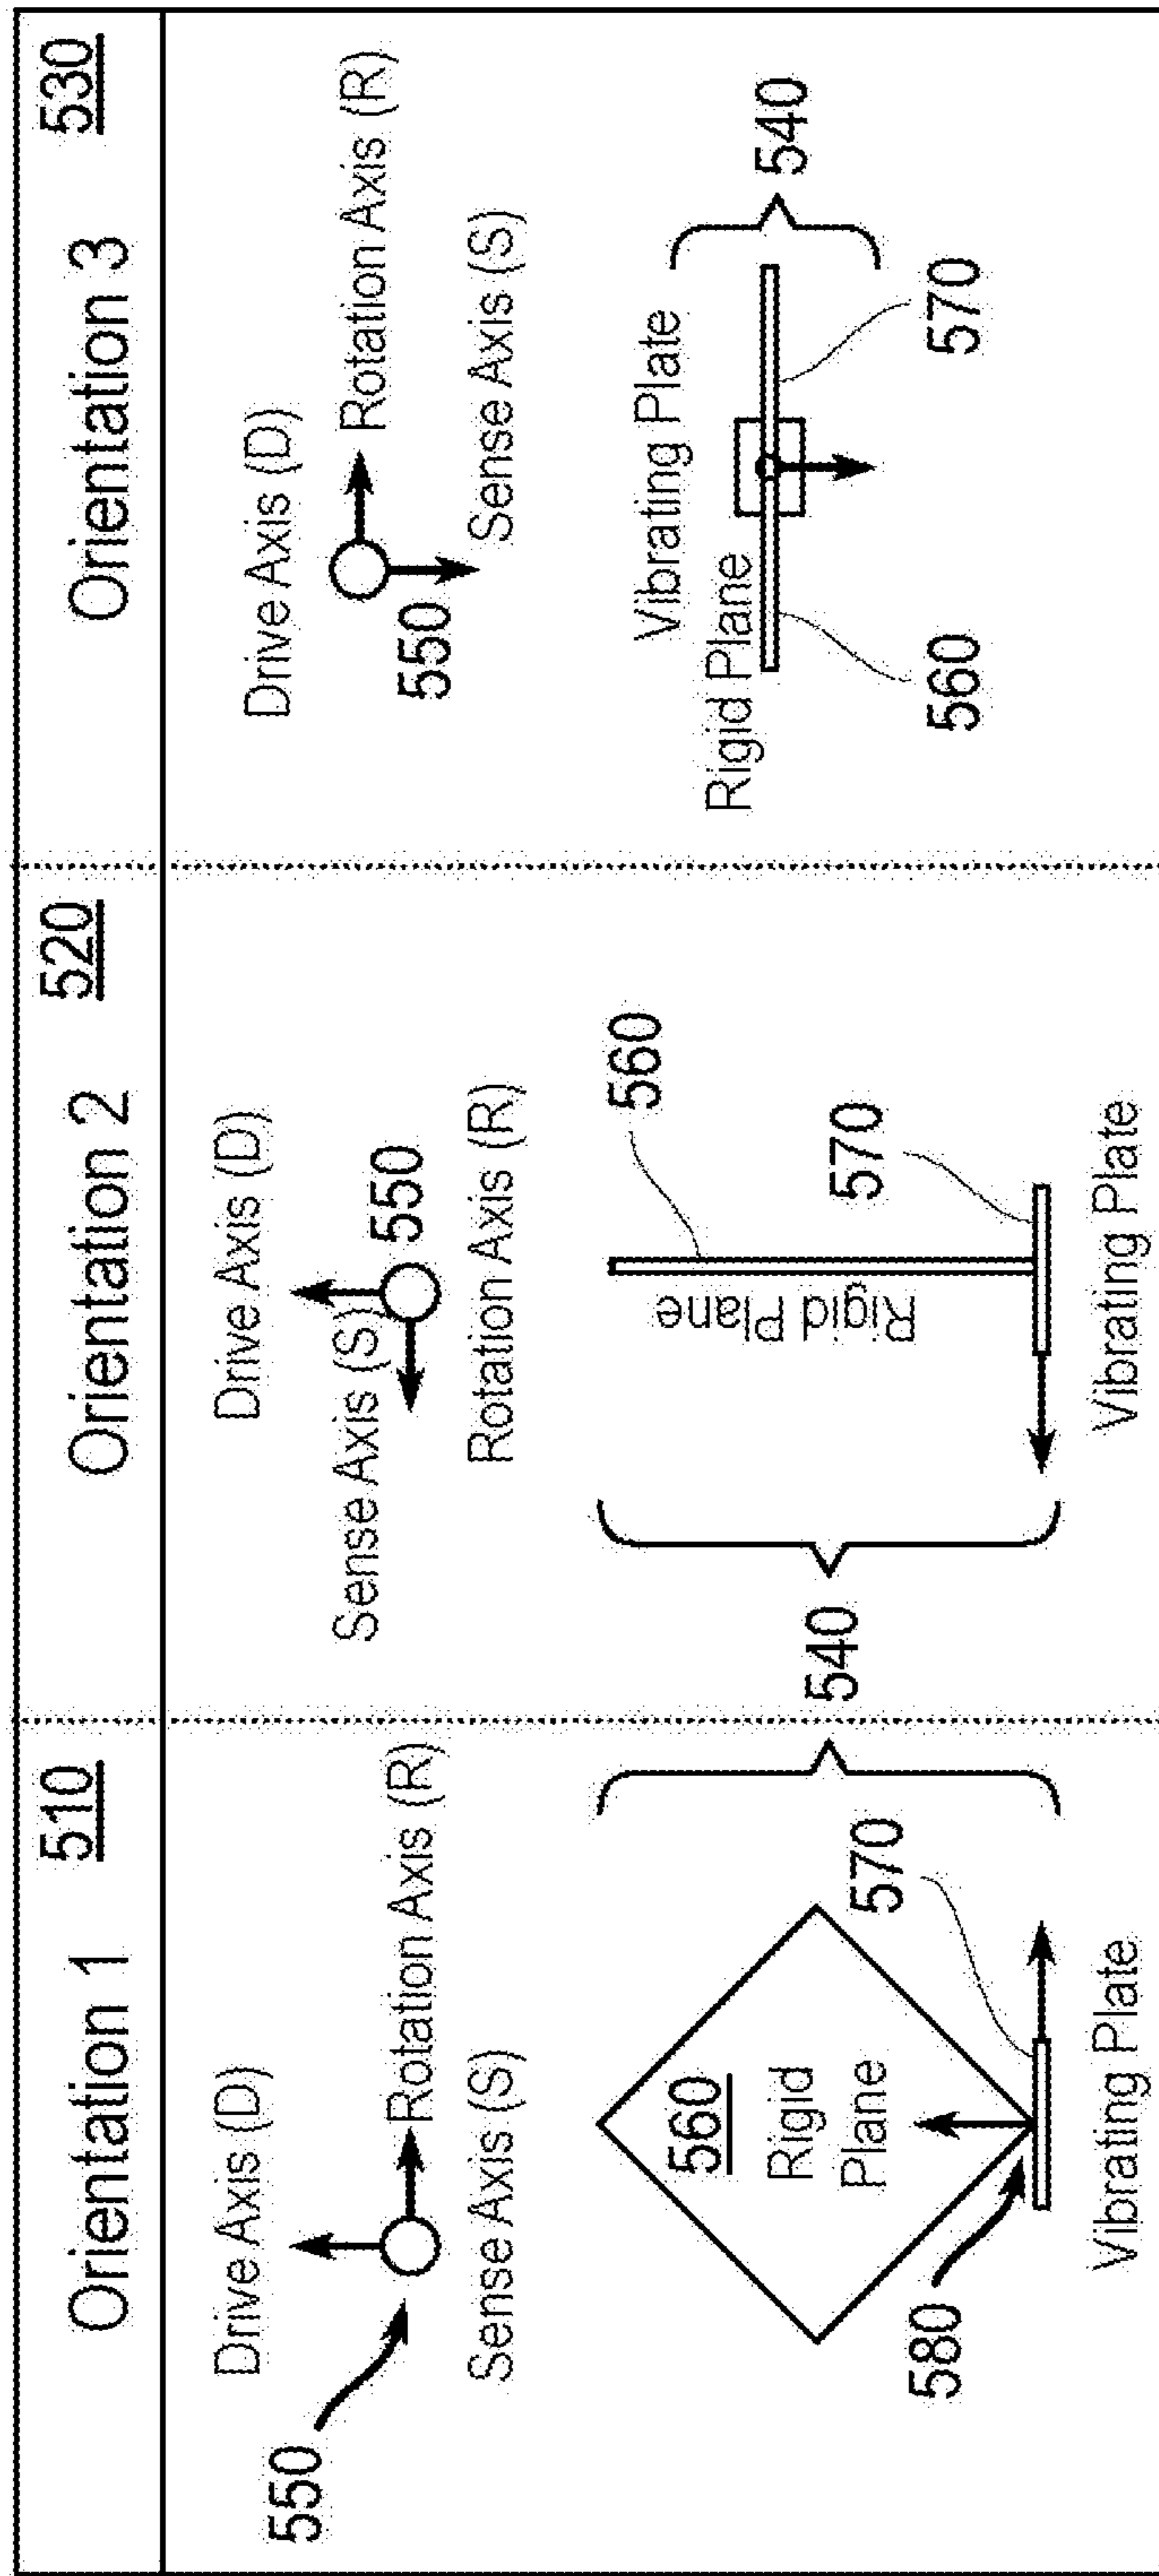 Orientation 1 510
Drive Axis (D)
Rotation Axis (R)
550
Sense Axis (S)
560
Rigid
Plane
570
580
Vibrating Plate
Orientation 2 520
Drive Axis (D)
Sense Axis (S)
550
Rotation Axis (R)
560
Rigid Plane
570
540
Vibrating Plate
Orientation 3 530
Drive Axis (D)
Rotation Axis (R)
550
Sense Axis (S)
Vibrating Plate
Rigid Plane
540
560
570